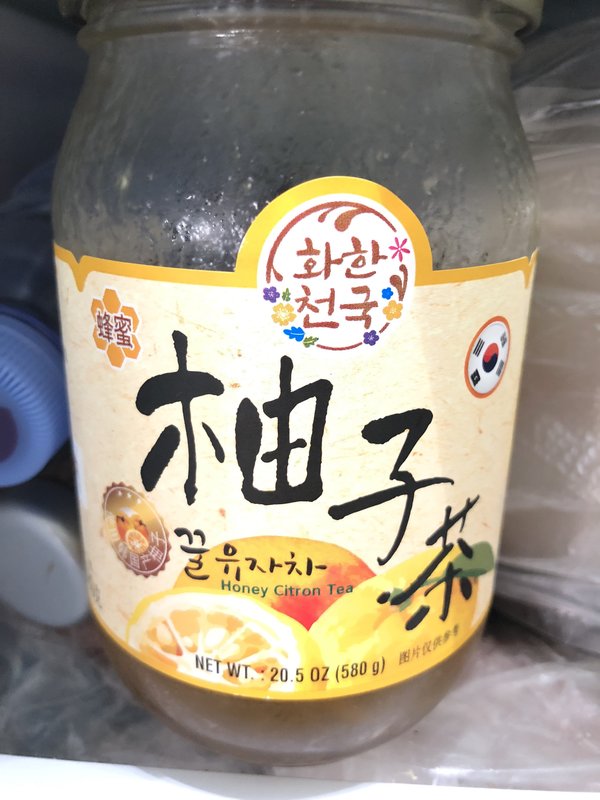 화한
천국
蜂蜜
柚子茶
꿀유자차
Honey Citron Tea
NET WT. : 20.5 OZ (580 g)
图片仅供参考